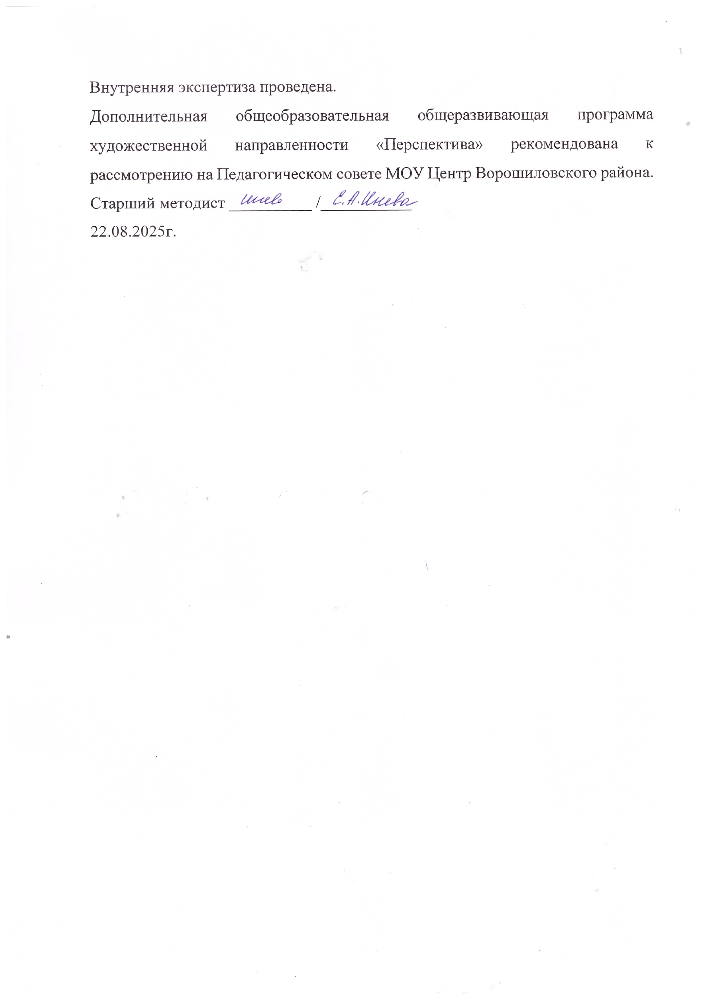 Внутренняя экспертиза проведена.
Дополнительная общеобразовательная общеразвивающая программа
художественной направленности «Перспектива» рекомендована к
рассмотрению на Педагогическом совете МОУ Центр Ворошиловского района.
Старший методист ___________ / Е.А.
22.08.2025г.